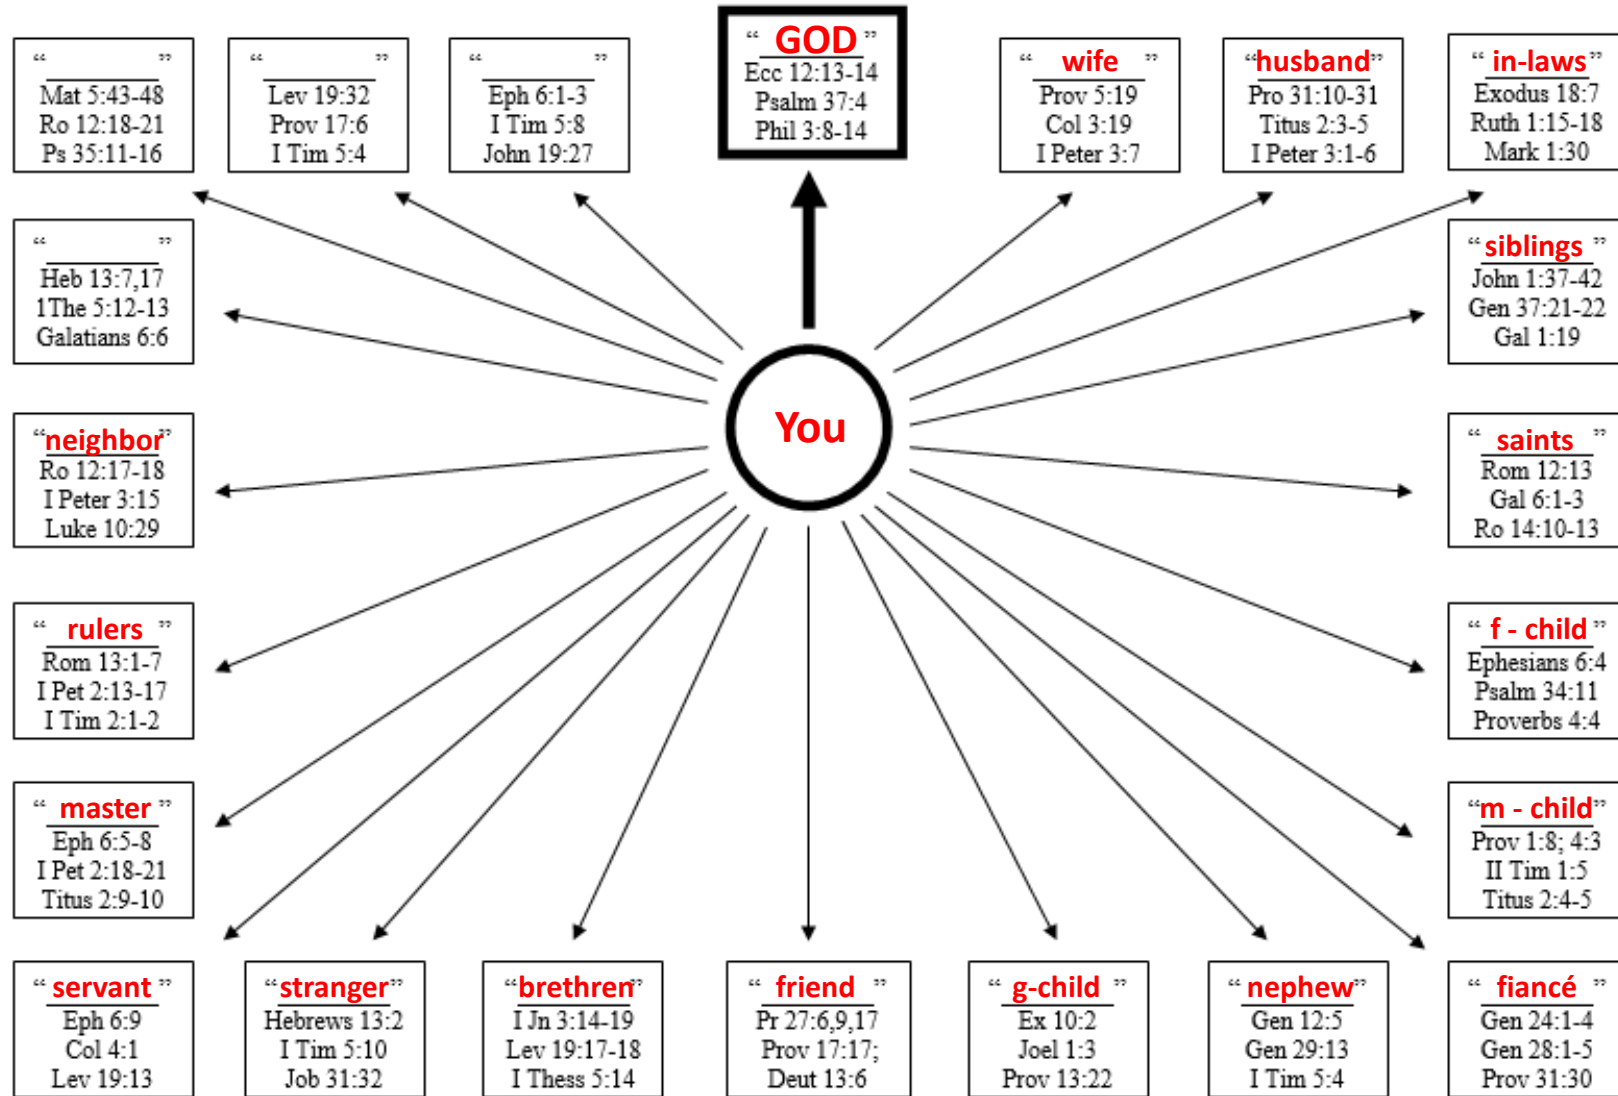 “ ”
Mat 5:43-48
Ro 12:18-21
Ps 35:11-16
“ ”
Lev 19:32
Prov 17:6
I Tim 5:4
“ ”
Eph 6:1-3
I Tim 5:8
John 19:27
“ GOD ”
Ecc 12:13-14
Psalm 37:4
Phil 3:8-14
“ wife ”
Prov 5:19
Col 3:19
I Peter 3:7
“husband”
Pro 31:10-31
Titus 2:3-5
I Peter 3:1-6
“ in-laws”
Exodus 18:7
Ruth 1:15-18
Mark 1:30
“ ”
Heb 13:7,17
1The 5:12-13
Galatians 6:6
“siblings”
John 1:37-42
Gen 37:21-22
Gal 1:19
You
“neighbor”
Ro 12:17-18
I Peter 3:15
Luke 10:29
“ saints ”
Rom 12:13
Gal 6:1-3
Ro 14:10-13
“ rulers ”
Rom 13:1-7
I Pet 2:13-17
I Tim 2:1-2
“ f - child ”
Ephesians 6:4
Psalm 34:11
Proverbs 4:4
“ master ”
Eph 6:5-8
I Pet 2:18-21
Titus 2:9-10
“m - child”
Prov 1:8; 4:3
II Tim 1:5
Titus 2:4-5
“ servant ”
Eph 6:9
Col 4:1
Lev 19:13
“stranger”
Hebrews 13:2
I Tim 5:10
Job 31:32
“brethren”
I Jn 3:14-19
Lev 19:17-18
I Thess 5:14
“ friend ”
Pr 27:6,9,17
Prov 17:17;
Deut 13:6
“ g-child ”
Ex 10:2
Joel 1:3
Prov 13:22
“nephew”
Gen 12:5
Gen 29:13
I Tim 5:4
“ fiancé ”
Gen 24:1-4
Gen 28:1-5
Prov 31:30